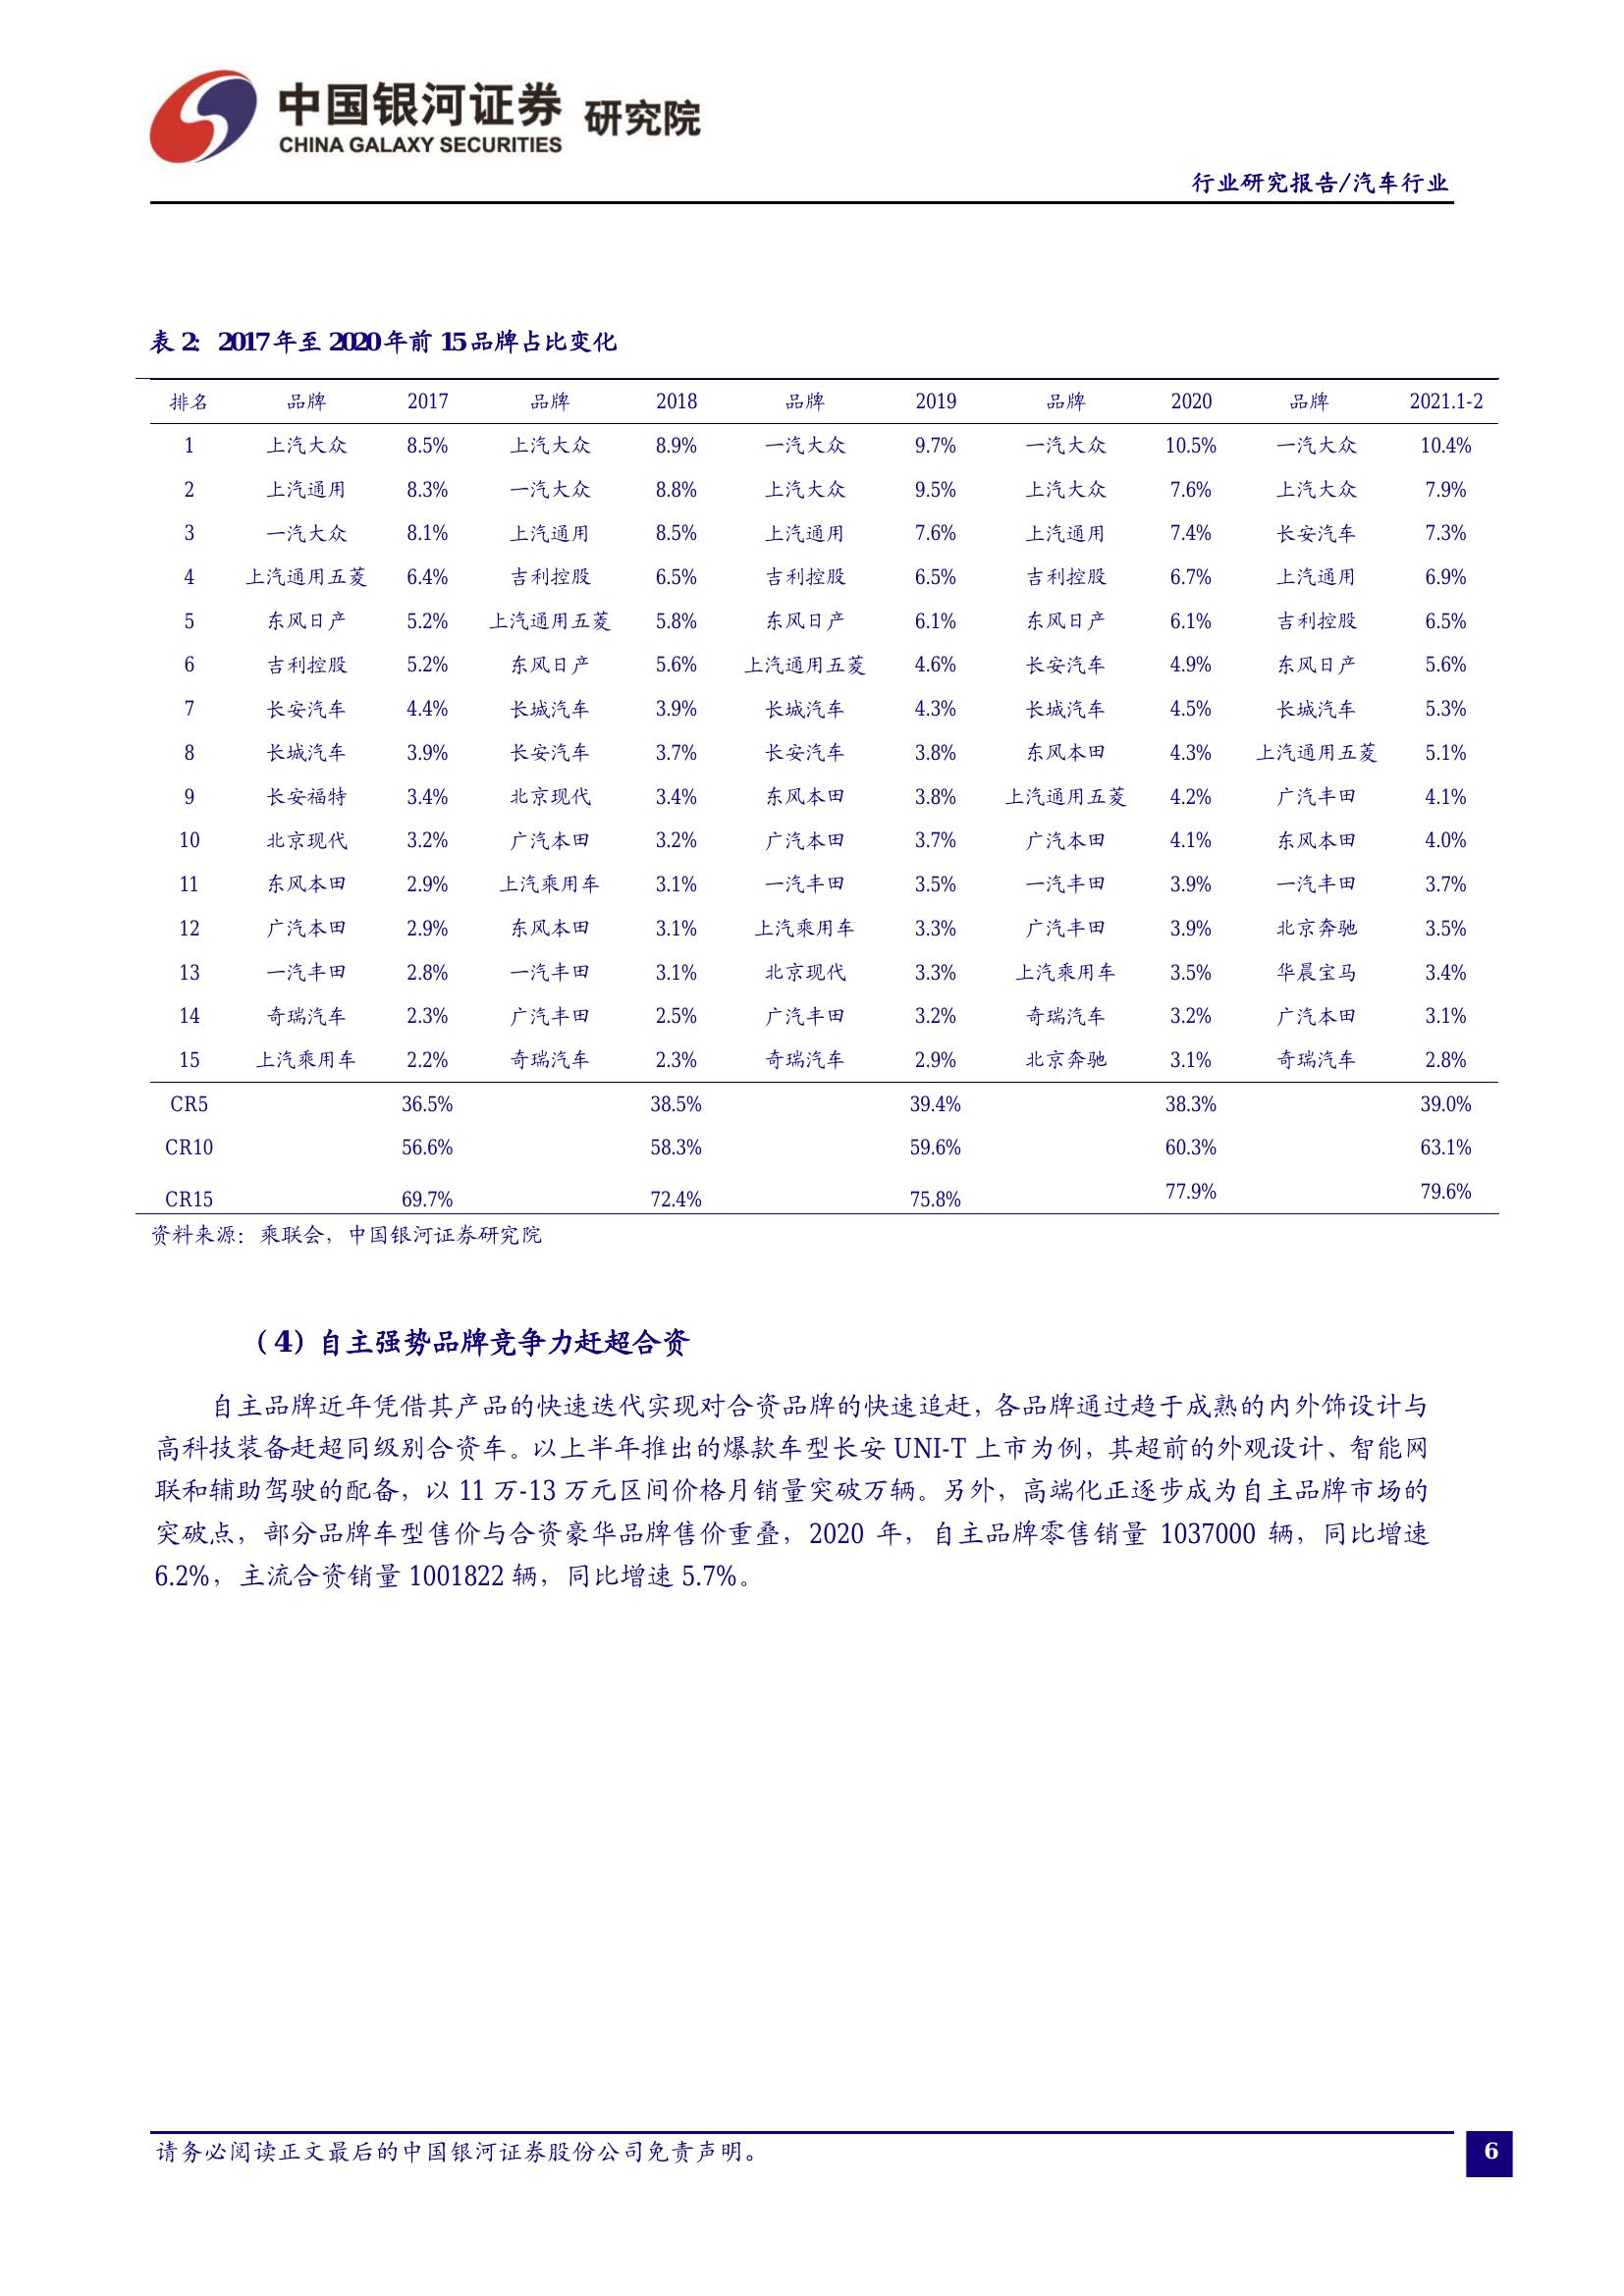 中国银河证券 研究院
CHINA GALAXY SECURITIES
行业研究报告/汽车行业
表 2: 2017 年至 2020 年前 15 品牌占比变化
排名 品牌 2017 品牌 2018 品牌 2019 品牌 2020 品牌 2021.1-2
1 上汽大众 8.5% 上汽大众 8.9% 一汽大众 9.7% 一汽大众 10.5% 一汽大众 10.4%
2 上汽通用 8.3% 一汽大众 8.8% 上汽大众 9.5% 上汽大众 7.6% 上汽大众 7.9%
3 一汽大众 8.1% 上汽通用 8.5% 上汽通用 7.6% 上汽通用 7.4% 长安汽车 7.3%
4 上汽通用五菱 6.4% 吉利控股 6.5% 吉利控股 6.5% 吉利控股 6.7% 上汽通用 6.9%
5 东风日产 5.2% 上汽通用五菱 5.8% 东风日产 6.1% 东风日产 6.1% 吉利控股 6.5%
6 吉利控股 5.2% 东风日产 5.6% 上汽通用五菱 4.6% 长安汽车 4.9% 东风日产 5.6%
7 长安汽车 4.4% 长城汽车 3.9% 长城汽车 4.3% 长城汽车 4.5% 长城汽车 5.3%
8 长城汽车 3.9% 长安汽车 3.7% 长安汽车 3.8% 东风本田 4.3% 上汽通用五菱 5.1%
9 长安福特 3.4% 北京现代 3.4% 东风本田 3.8% 上汽通用五菱 4.2% 广汽丰田 4.1%
10 北京现代 3.2% 广汽本田 3.2% 广汽本田 3.7% 广汽本田 4.1% 东风本田 4.0%
11 东风本田 2.9% 上汽乘用车 3.1% 一汽丰田 3.5% 一汽丰田 3.9% 一汽丰田 3.7%
12 广汽本田 2.9% 东风本田 3.1% 上汽乘用车 3.3% 广汽丰田 3.9% 北京奔驰 3.5%
13 一汽丰田 2.8% 一汽丰田 3.1% 北京现代 3.3% 上汽乘用车 3.5% 华晨宝马 3.4%
14 奇瑞汽车 2.3% 广汽丰田 2.5% 广汽丰田 3.2% 奇瑞汽车 3.2% 广汽本田 3.1%
15 上汽乘用车 2.2% 奇瑞汽车 2.3% 奇瑞汽车 2.9% 北京奔驰 3.1% 奇瑞汽车 2.8%
CR5 36.5% 38.5% 39.4% 38.3% 39.0%
CR10 56.6% 58.3% 59.6% 60.3% 63.1%
CR15 69.7% 72.4% 75.8% 77.9% 79.6%
资料来源：乘联会，中国银河证券研究院
（4）自主强势品牌竞争力赶超合资
自主品牌近年凭借其产品的快速迭代实现对合资品牌的快速追赶，各品牌通过趋于成熟的内外饰设计与
高科技装备赶超同级别合资车。以上半年推出的爆款车型长安 UNI-T 上市为例，其超前的外观设计、智能网
联和辅助驾驶的配备，以 11 万-13 万元区间价格月销量突破万辆。另外，高端化正逐步成为自主品牌市场的
突破点，部分品牌车型售价与合资豪华品牌售价重叠，2020 年，自主品牌零售销量 1037000 辆，同比增速
6.2%，主流合资销量 1001822 辆，同比增速 5.7%。
请务必阅读正文最后的中国银河证券股份公司免责声明。
6